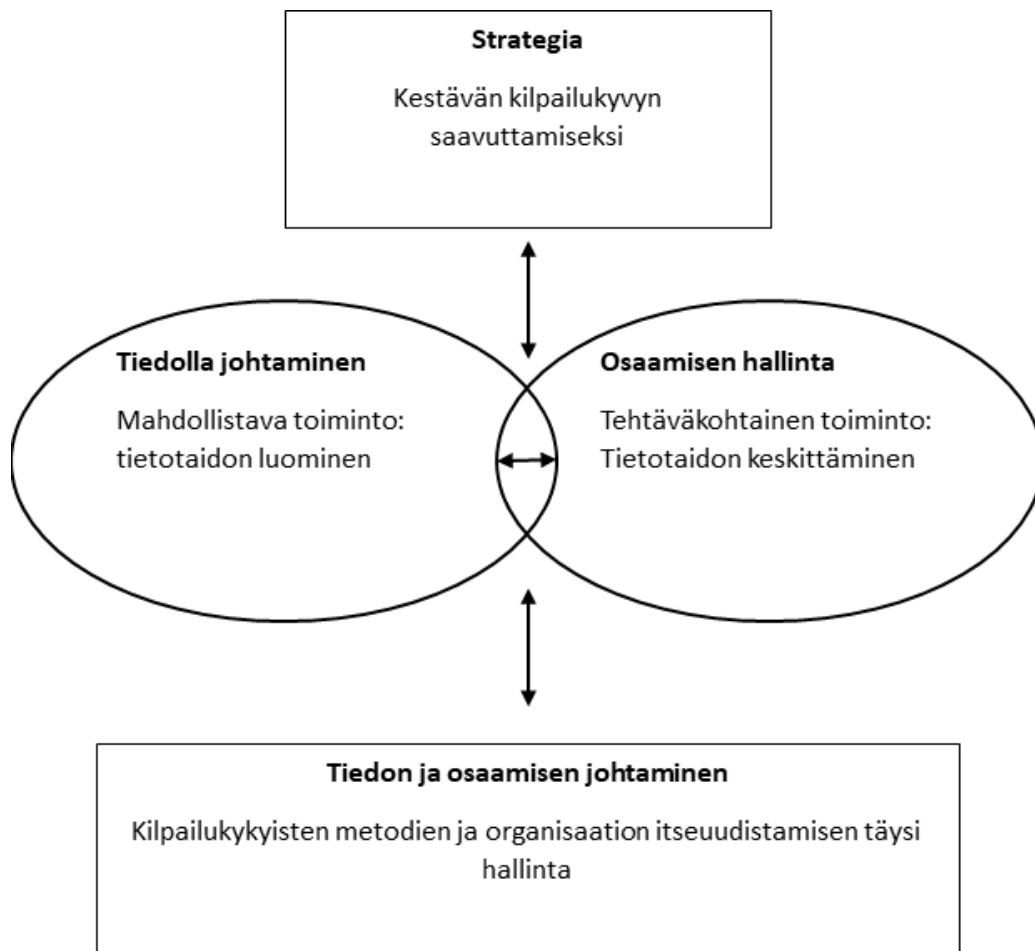 Strategia
Kestävän kilpailukyvyn
saavuttamiseksi
Tiedolla johtaminen
Mahdollistava toiminto:
tietotaidon luominen
Osaamisen hallinta
Tehtäväkohtainen toiminto:
Tietotaidon keskittäminen
Tiedon ja osaamisen johtaminen
Kilpailukykyisten metodien ja organisaation itseuudistamisen täysi
hallinta